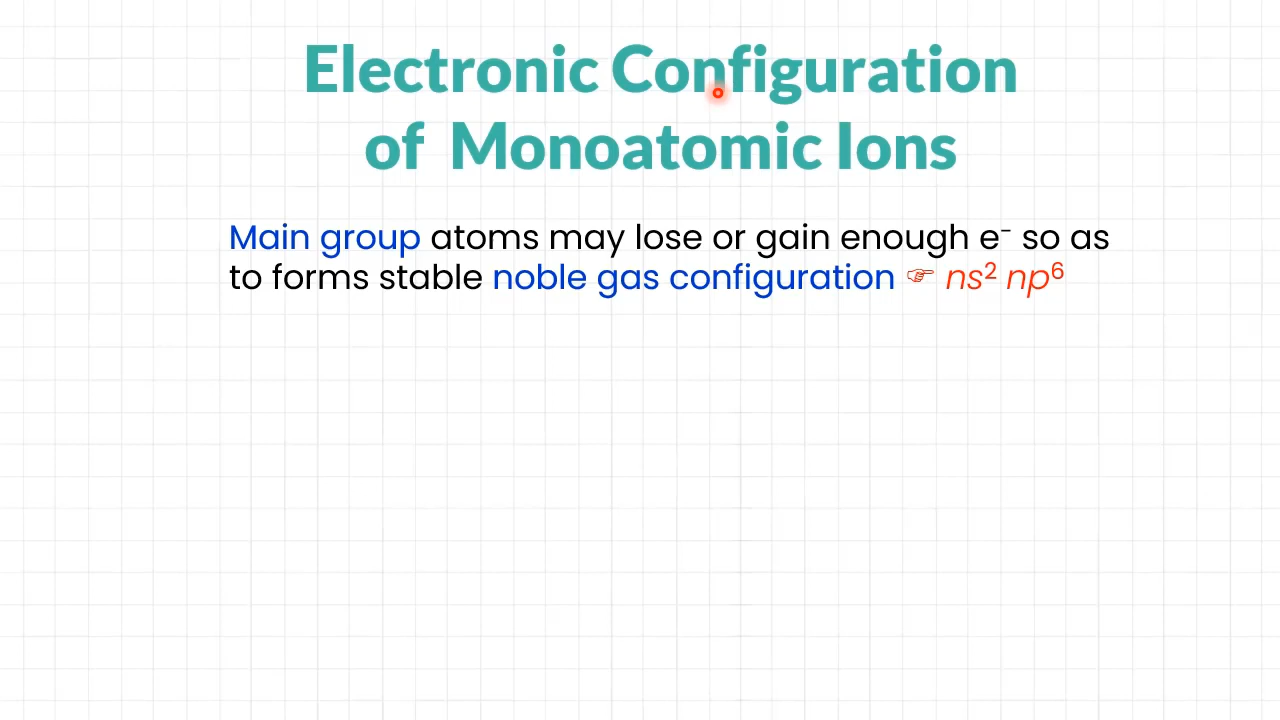 Electronic Configuration
of Monoatomic Ions
Main group atoms may lose or gain enough e⁻ so as
to forms stable noble gas configuration ☞ ns² np⁶